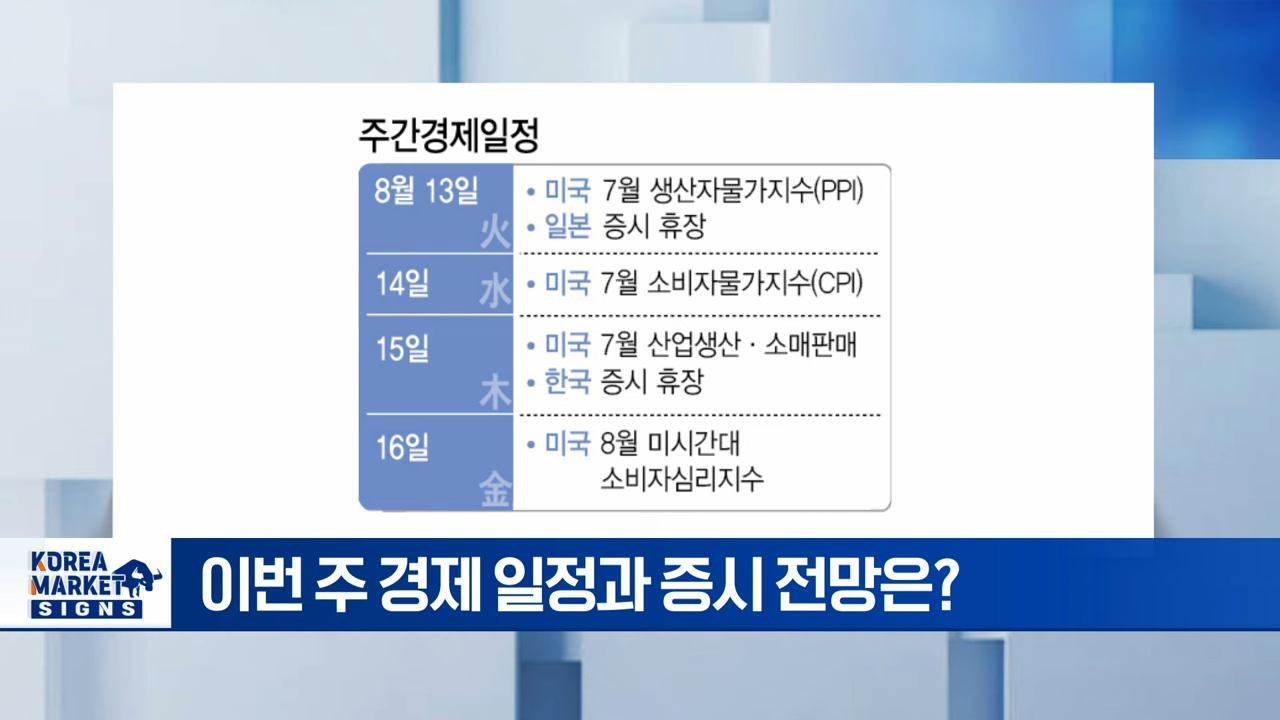 주간경제일정
8월 13일 火
• 미국 7월 생산자물가지수(PPI)
• 일본 증시 휴장
14일 水
• 미국 7월 소비자물가지수(CPI)
15일 木
• 미국 7월 산업생산 · 소매판매
• 한국 증시 휴장
16일 金
• 미국 8월 미시간대
소비자심리지수
KOREA
MARKET
SIGNS
이번 주 경제 일정과 증시 전망은?